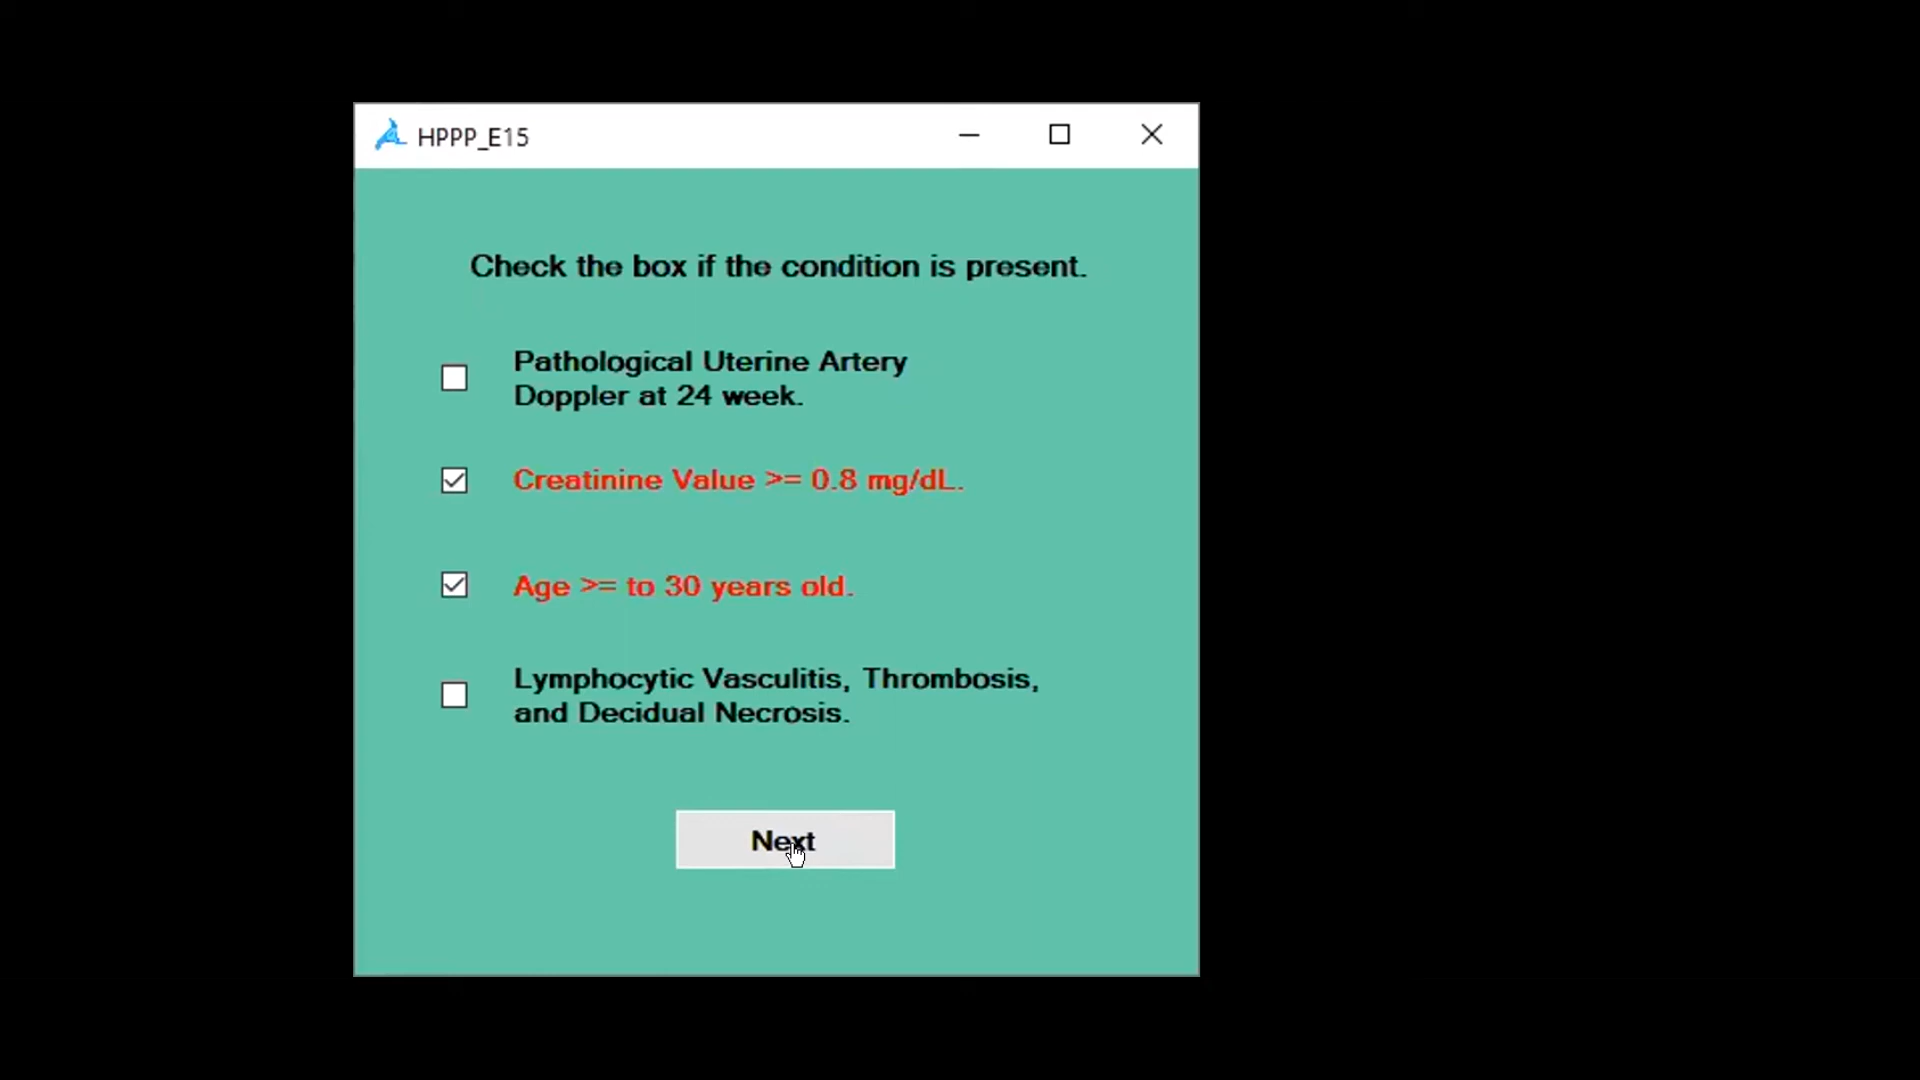 HPPP_E15
Check the box if the condition is present.
Pathological Uterine Artery
Doppler at 24 week.
Creatinine Value >= 0.8 mg/dL.
Age >= to 30 years old.
Lymphocytic Vasculitis, Thrombosis,
and Decidual Necrosis.
Next